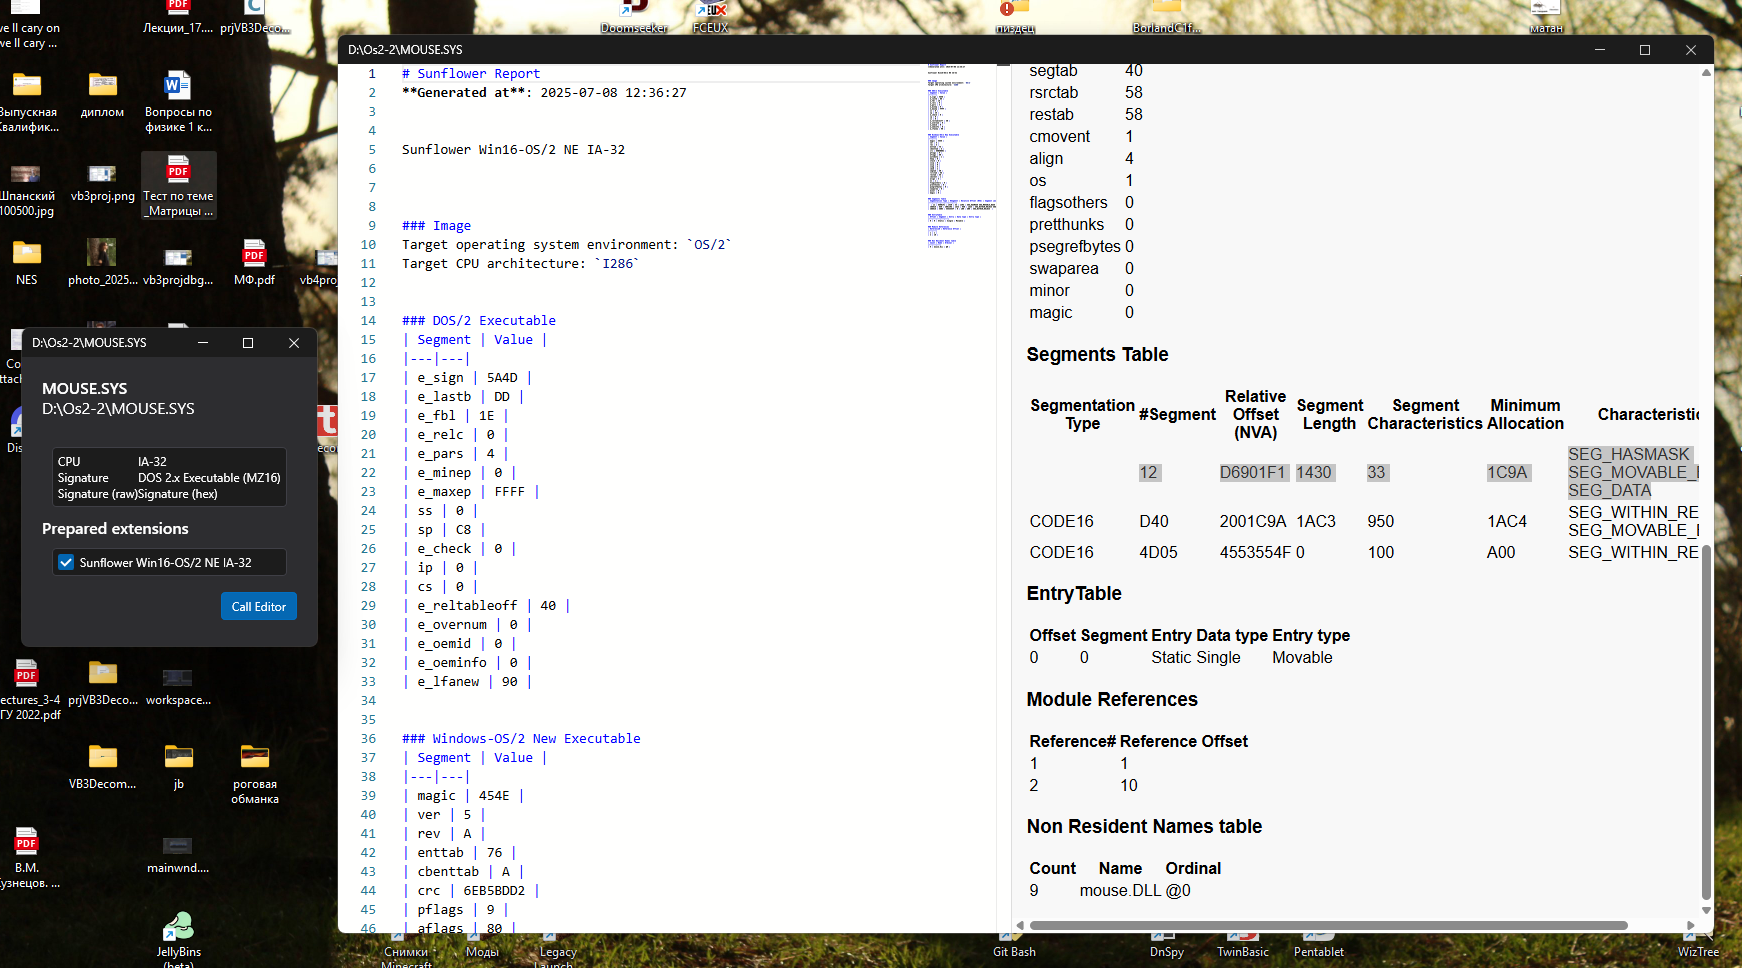 we ll cary on
we ll cary ...
Лекции_17....
prjVB3Deco...
Doomseeker
FCEUX
пиздец
BorlandC1f...
матан
Выпускная
Квалифик...
диплом
Вопросы по
физике 1 к...
Шпанский
100500.jpg
vb3proj.png
Тест по теме
_Матрицы ...
NES
photo_2025...
vb3projdbg...
МФ.pdf
vb4proj
D:\Os2-2\MOUSE.SYS
MOUSE.SYS
D:\Os2-2\MOUSE.SYS
CPU IA-32
Signature DOS 2.x Executable (MZ16)
Signature (raw)Signature (hex)
Prepared extensions
Sunflower Win16-OS/2 NE IA-32
Call Editor
ectures_3-4
ГУ 2022.pdf
prjVB3Deco...
workspace...
VB3Decom...
jb
роговая
обманка
В.М.
Кузнецов. ...
mainwnd....
JellyBins
(beta)
D:\Os2-2\MOUSE.SYS
1 # Sunflower Report
2 **Generated at**: 2025-07-08 12:36:27
3
4
5 Sunflower Win16-OS/2 NE IA-32
6
7
8
9 ### Image
10 Target operating system environment: `OS/2`
11 Target CPU architecture: `I286`
12
13
14 ### DOS/2 Executable
15 | Segment | Value |
16 |---|---|
17 | e_sign | 5A4D |
18 | e_lastb | DD |
19 | e_fbl | 1E |
20 | e_relc | 0 |
21 | e_pars | 4 |
22 | e_minep | 0 |
23 | e_maxep | FFFF |
24 | ss | 0 |
25 | sp | C8 |
26 | e_check | 0 |
27 | ip | 0 |
28 | cs | 0 |
29 | e_reltableoff | 40 |
30 | e_overnum | 0 |
31 | e_oemid | 0 |
32 | e_oeminfo | 0 |
33 | e_lfanew | 90 |
34
35
36 ### Windows-OS/2 New Executable
37 | Segment | Value |
38 |---|---|
39 | magic | 454E |
40 | ver | 5 |
41 | rev | A |
42 | enttab | 76 |
43 | cbenttab | A |
44 | crc | 6EB5BDD2 |
45 | pflags | 9 |
46 | aflags | 80 |
segtab 40
rsrctab 58
restab 58
cmovent 1
align 4
os 1
flagsothers 0
pretthunks 0
psegrefbytes 0
swaparea 0
minor 0
magic 0
Segments Table
Segmentation Type #Segment Relative Offset (NVA) Segment Length Segment Characteristics Minimum Allocation Characteristic
12 D6901F1 1430 33 1C9A SEG_HASMASK
SEG_MOVABLE_
SEG_DATA
CODE16 D40 2001C9A 1AC3 950 1AC4 SEG_WITHIN_RE
SEG_MOVABLE_
CODE16 4D05 4553554F 0 100 A00 SEG_WITHIN_RE
EntryTable
Offset Segment Entry Data type Entry type
0 0 Static Single Movable
Module References
Reference# Reference Offset
1 1
2 10
Non Resident Names table
Count Name Ordinal
9 mouse.DLL @0
Снимки
Minecraft
Моды
Legacy
Launch
Git Bash
DnSpy
TwinBasic
Pentablet
WizTree